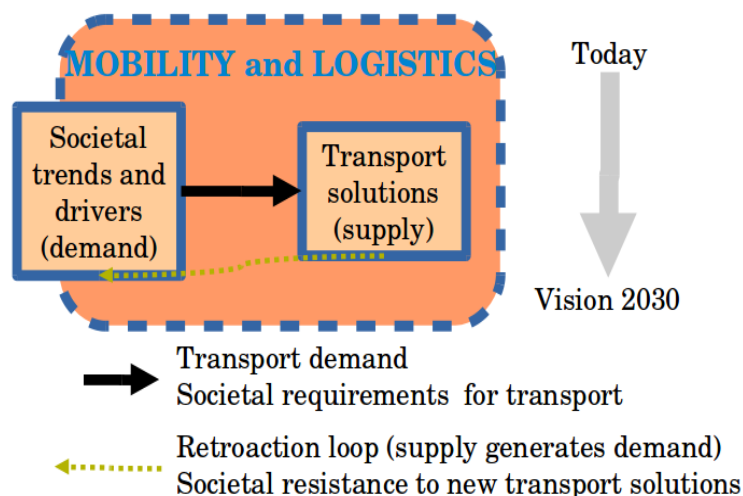 MOBILITY and LOGISTICS
Today
Societal
trends and
drivers
(demand)
Transport
solutions
(supply)
Vision 2030
Transport demand
Societal requirements for transport
Retroaction loop (supply generates demand)
Societal resistance to new transport solutions